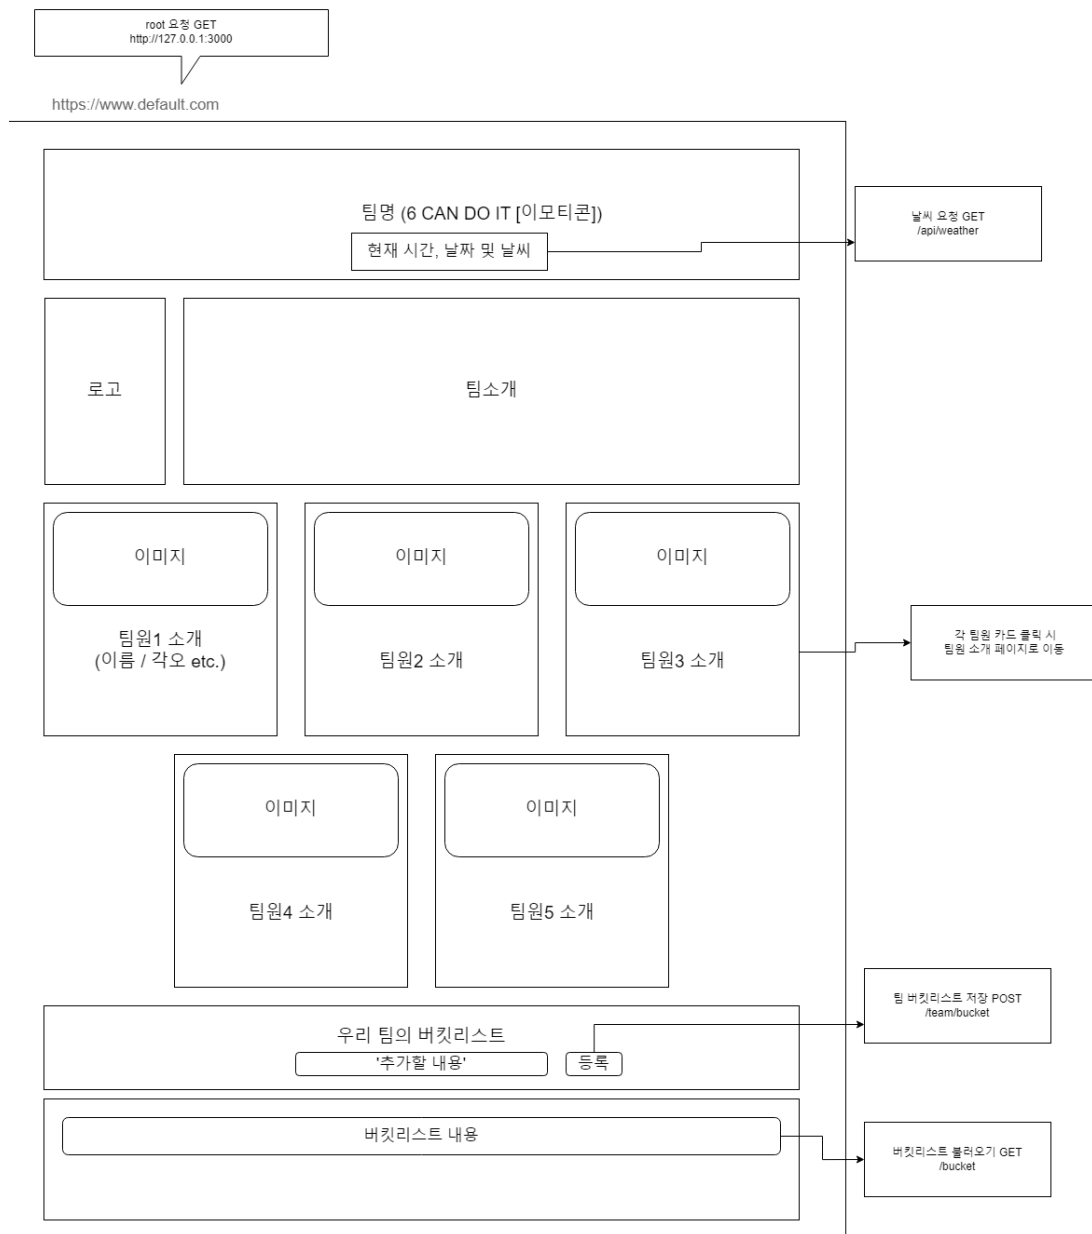 root 요청 GET
http://127.0.0.1:3000
https://www.default.com
팀명 (6 CAN DO IT [이모티콘])
현재 시간, 날짜 및 날씨
날씨 요청 GET
/api/weather
로고
팀소개
이미지
이미지
이미지
팀원1 소개
(이름 / 각오 etc.)
팀원2 소개
팀원3 소개
각 팀원 카드 클릭 시
팀원 소개 페이지로 이동
이미지
이미지
팀원4 소개
팀원5 소개
우리 팀의 버킷리스트
'추가할 내용'
등록
팀 버킷리스트 저장 POST
/team/bucket
버킷리스트 내용
버킷리스트 불러오기 GET
/bucket